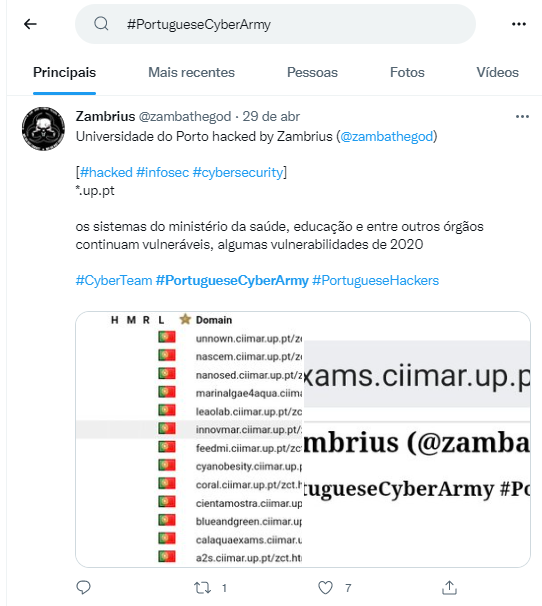 #PortugueseCyberArmy
Principais Mais recentes Pessoas Fotos Vídeos
Zambrius @zambathegod · 29 de abr
Universidade do Porto hacked by Zambrius (@zambathegod)
[#hacked #infosec #cybersecurity]
*.up.pt
os sistemas do ministério da saúde, educação e entre outros órgãos
continuam vulneráveis, algumas vulnerabilidades de 2020
#CyberTeam #PortugueseCyberArmy #PortugueseHackers
H M R L Domain
unnown.ciimar.up.pt/zc
nascem.ciimar.up.pt/zc
nanosed.ciimar.up.pt/z
marinalgae4aqua.ciima
leaolab.ciimar.up.pt/zc
innovmar.ciimar.up.pt/
feedmi.ciimar.up.pt/zct
cyanobesity.ciimar.up.p
coral.ciimar.up.pt/zct.h
cientamostra.ciimar.up
blueandgreen.ciimar.up
calaquaexams.ciimar.u
a2s.ciimar.up.pt/zct.ht
xams.ciimar.up.p
mbrius (@zamba
tugueseCyberArmy #Po
1 7